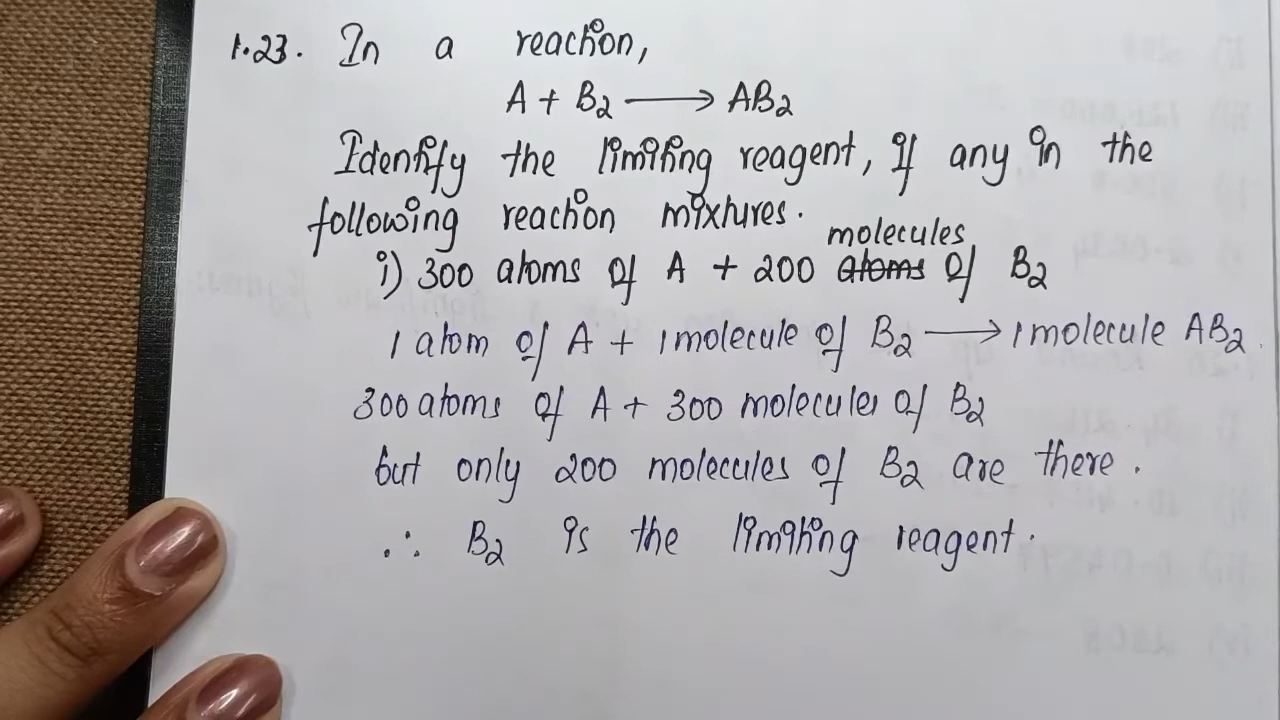 1.23. In a reaction,
A + B₂ ⟶ AB₂
Identify the limiting reagent, if any in the
following reaction mixtures.
molecules
i) 300 atoms of A + 200 ~~atoms~~ of B₂
1 atom of A + 1 molecule of B₂ ⟶ 1 molecule AB₂.
300 atoms of A + 300 molecules of B₂
but only 200 molecules of B₂ are there.
∴ B₂ is the limiting reagent.